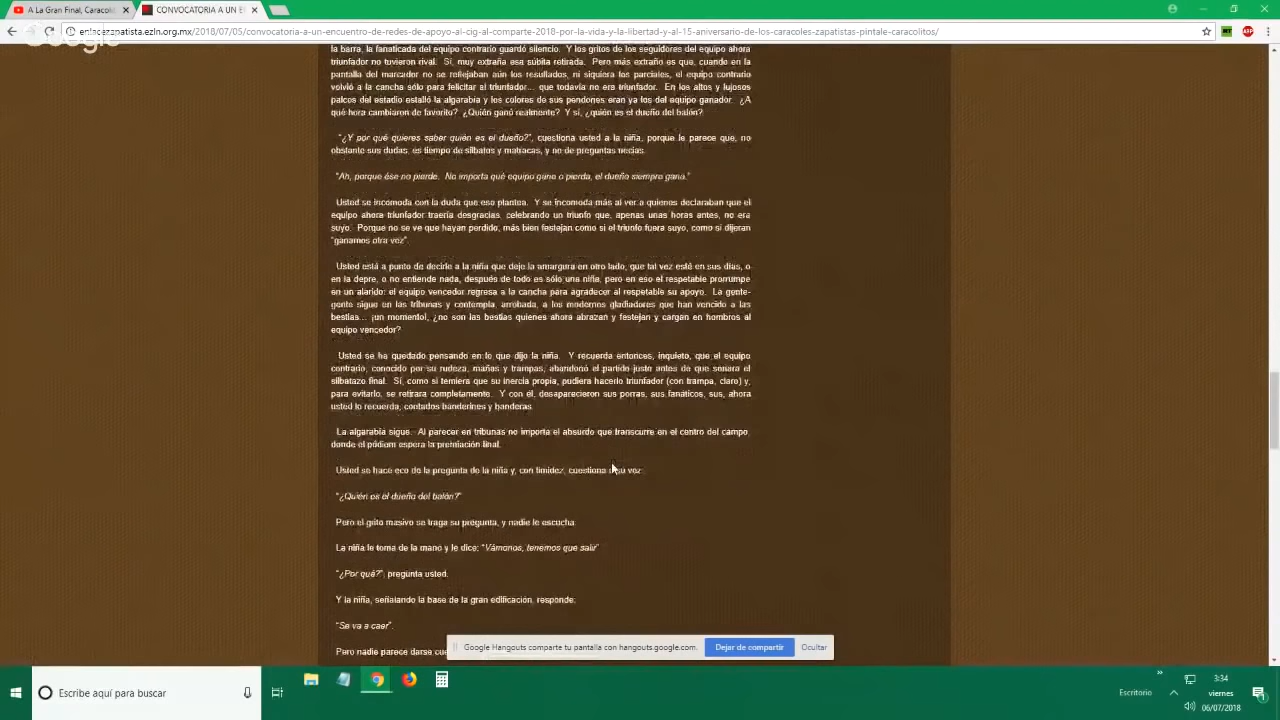 A La Gran Final, Caracol
CONVOCATORIA A UN E
enlacezapatista.ezln.org.mx/2018/07/05/convocatoria-a-un-encuentro-de-redes-de-apoyo-al-cig-al-comparte-2018-por-la-vida-y-la-libertad-y-al-15-aniversario-de-los-caracoles-zapatistas-pintale-caracolitos/
Google
la barra, la fanaticada del equipo contrario guardó silencio. Y los gritos de los seguidores del equipo ahora
triunfador no tuvieron rival. Sí, muy extraña esa súbita retirada. Pero más extraño es que, cuando en la
pantalla del marcador no se reflejaban aún los resultados, ni siquiera los parciales, el equipo contrario
volvió a la cancha sólo para felicitar al triunfador... que todavía no era triunfador. En los altos y lujosos
palcos del estadio estalló la algarabía y los colores de sus pendones eran ya los del equipo ganador. ¿A
qué hora cambiaron de favorito? ¿Quién ganó realmente? Y sí, ¿quién es el dueño del balón?
“¿Y por qué quieres saber quién es el dueño?”, cuestiona usted a la niña, porque le parece que, no
obstante sus dudas, es tiempo de silbatos y matracas, y no de preguntas necias.
“Ah, porque ése no pierde. No importa qué equipo gane o pierda, el dueño siempre gana.”
Usted se incomoda con la duda que eso plantea. Y se incomoda más al ver a quienes declaraban que el
equipo ahora triunfador traería desgracias, celebrando un triunfo que, apenas unas horas antes, no era
suyo. Porque no se ve que hayan perdido, más bien festejan como si el triunfo fuera suyo, como si dijeran
“ganamos otra vez”.
Usted está a punto de decirle a la niña que deje la amargura en otro lado, que tal vez esté en sus días, o
en la depre, o no entiende nada, después de todo es sólo una niña, pero en eso el respetable prorrumpe
en un alarido: el equipo vencedor regresa a la cancha para agradecer al respetable su apoyo. La gente-
gente sigue en las tribunas y contempla, arrobada, a los modernos gladiadores que han vencido a las
bestias... ¡un momento!, ¿no son las bestias quienes ahora abrazan y festejan y cargan en hombros al
equipo vencedor?
Usted se ha quedado pensando en lo que dijo la niña. Y recuerda entonces, inquieto, que el equipo
contrario, conocido por su rudeza, mañas y trampas, abandonó el partido justo antes de que sonara el
silbatazo final. Sí, como si temiera que su inercia propia, pudiera hacerlo triunfador (con trampa, claro) y,
para evitarlo, se retirara completamente. Y con él, desaparecieron sus porras, sus fanáticos, sus, ahora
usted lo recuerda, contados banderines y banderas.
La algarabía sigue. Al parecer en tribunas no importa el absurdo que transcurre en el centro del campo,
donde el pódium espera la premiación final.
Usted se hace eco de la pregunta de la niña y, con timidez, cuestiona a su vez:
“¿Quién es el dueño del balón?”
Pero el grito masivo se traga su pregunta, y nadie le escucha.
La niña le toma de la mano y le dice: “Vámonos, tenemos que salir”
“¿Por qué?”, pregunta usted.
Y la niña, señalando la base de la gran edificación, responde:
“Se va a caer”.
Pero nadie parece darse cue
Google Hangouts comparte tu pantalla con hangouts.google.com.
Dejar de compartir
Ocultar
Escribe aquí para buscar
Escritorio
3:34
viernes
06/07/2018